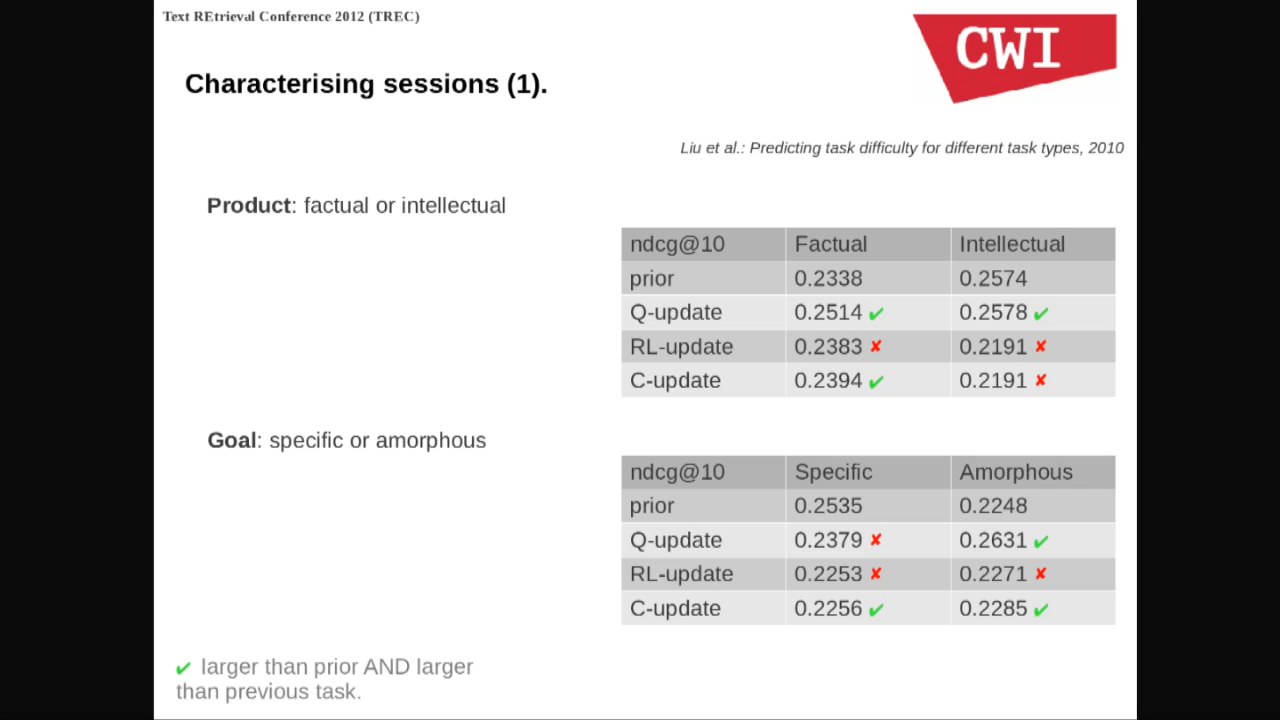 Text REtrieval Conference 2012 (TREC)
CWI
Characterising sessions (1).
Liu et al.: Predicting task difficulty for different task types, 2010
Product: factual or intellectual
ndcg@10 Factual Intellectual
prior 0.2338 0.2574
Q-update 0.2514 ✔ 0.2578 ✔
RL-update 0.2383 ✘ 0.2191 ✘
C-update 0.2394 ✔ 0.2191 ✘
Goal: specific or amorphous
ndcg@10 Specific Amorphous
prior 0.2535 0.2248
Q-update 0.2379 ✘ 0.2631 ✔
RL-update 0.2253 ✘ 0.2271 ✘
C-update 0.2256 ✔ 0.2285 ✔
✔ larger than prior AND larger
than previous task.